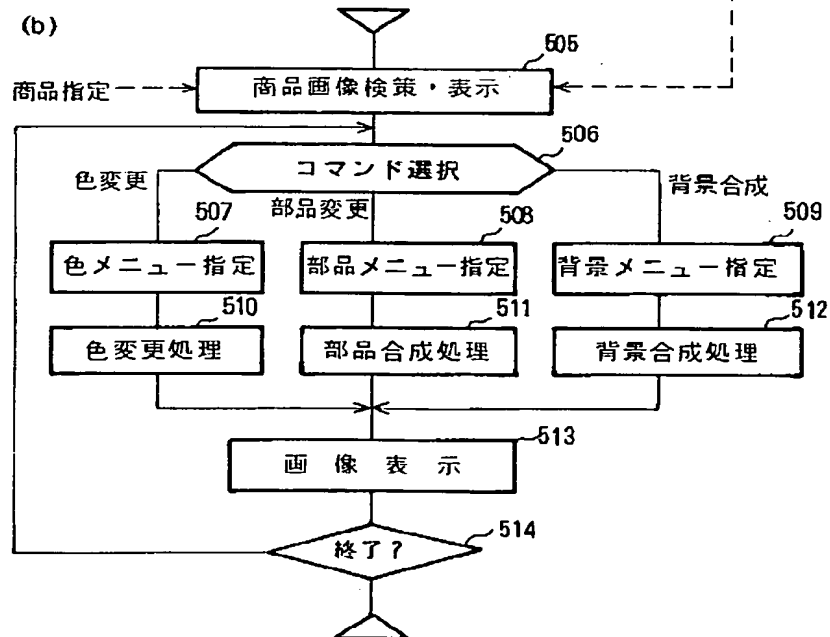 (b)
505
商品指定
商品画像検策・表示
506
コマンド選択
色変更
部品変更
背景合成
507
508
509
色メニュー指定
部品メニュー指定
背景メニュー指定
510
511
512
色変更処理
部品合成処理
背景合成処理
513
画像表示
514
終了?